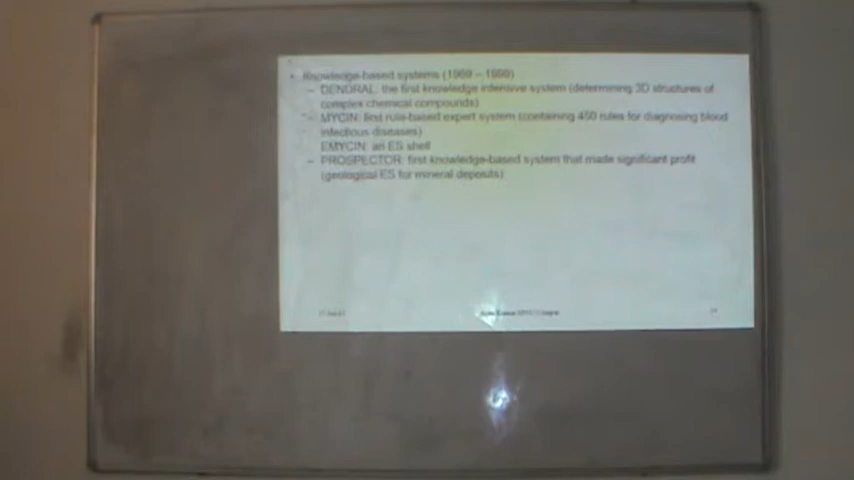 • Knowledge-based systems (1969 – 1999)
– DENDRAL: the first knowledge intensive system (determining 3D structures of
complex chemical compounds)
– MYCIN: first rule-based expert system (containing 450 rules for diagnosing blood
infectious diseases)
EMYCIN: an ES shell
– PROSPECTOR: first knowledge-based system that made significant profit
(geological ES for mineral deposits)